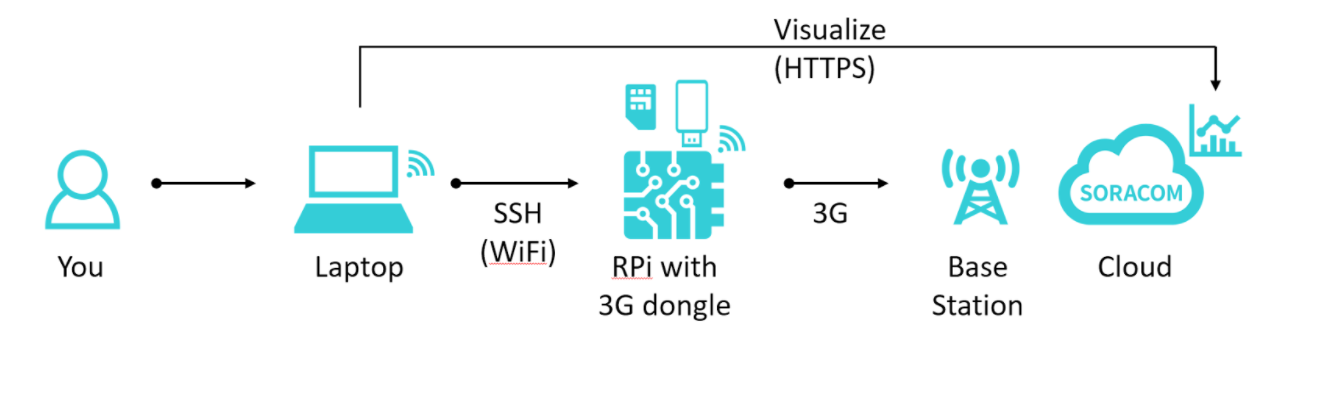 Visualize
(HTTPS)
SORACOM
SSH
(WiFi)
3G
You
Laptop
RPi with
3G dongle
Base
Station
Cloud